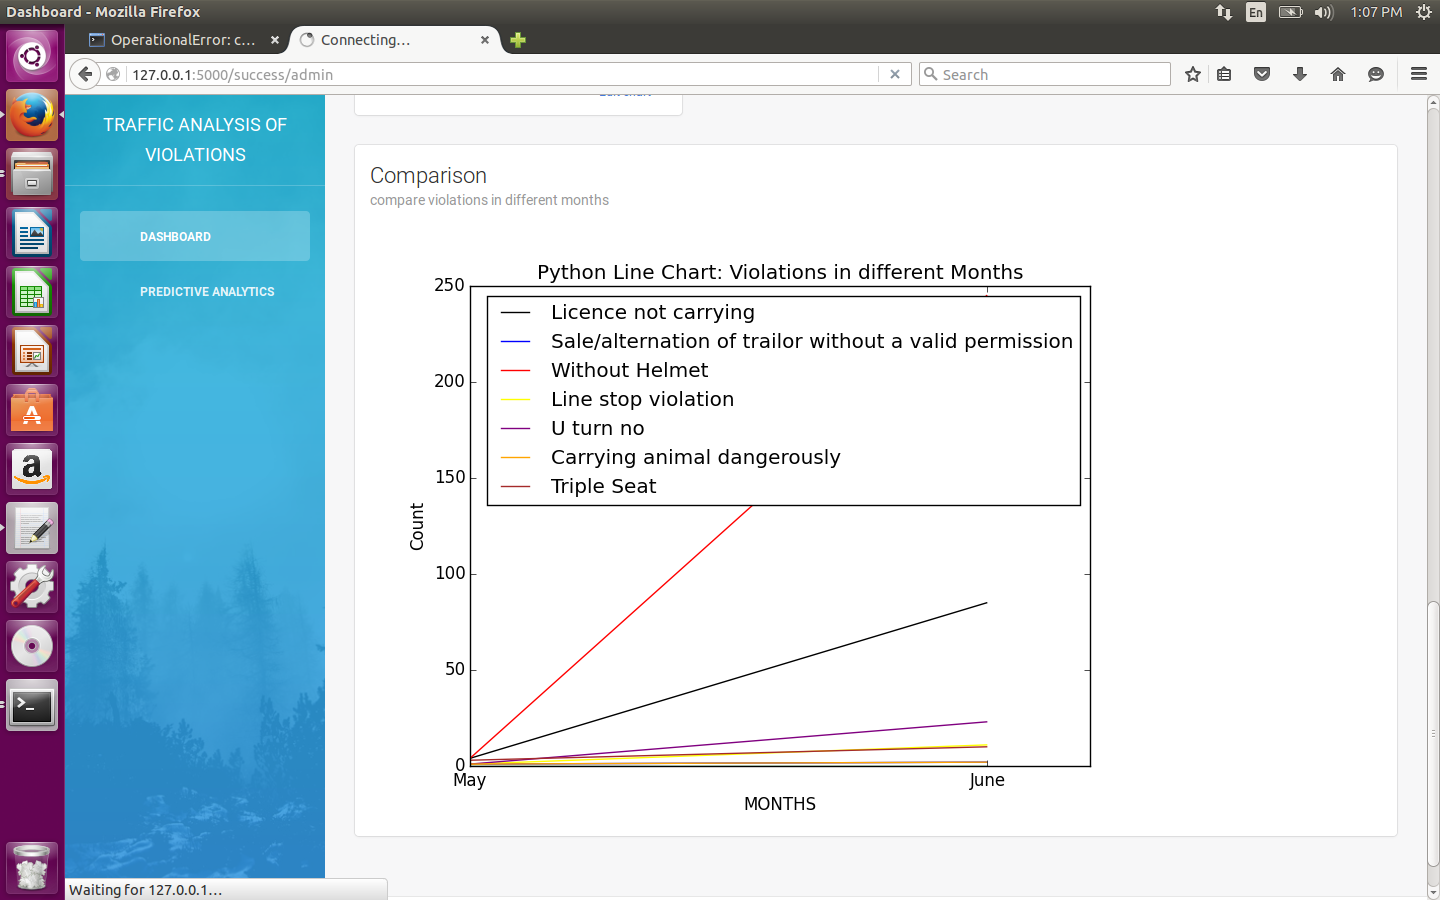 Dashboard - Mozilla Firefox
En
1:07 PM
OperationalError: c...
Connecting...
127.0.0.1:5000/success/admin
Search
TRAFFIC ANALYSIS OF
VIOLATIONS
DASHBOARD
PREDICTIVE ANALYTICS
Comparison
compare violations in different months
Python Line Chart: Violations in different Months
250
200
150
100
50
0
Count
Licence not carrying
Sale/alternation of trailor without a valid permission
Without Helmet
Line stop violation
U turn no
Carrying animal dangerously
Triple Seat
May
June
MONTHS
Waiting for 127.0.0.1...